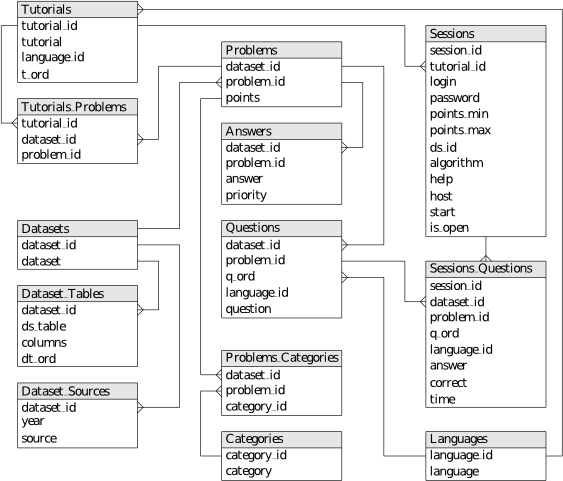 Tutorials
tutorial_id
tutorial
language_id
t_ord
Tutorials_Problems
tutorial_id
dataset_id
problem_id
Datasets
dataset_id
dataset
Dataset_Tables
dataset_id
ds_table
columns
dt_ord
Dataset_Sources
dataset_id
year
source
Problems
dataset_id
problem_id
points
Answers
dataset_id
problem_id
answer
priority
Questions
dataset_id
problem_id
q_ord
language_id
question
Problems_Categories
dataset_id
problem_id
category_id
Categories
category_id
category
Sessions
session_id
tutorial_id
login
password
points_min
points_max
ds_id
algorithm
help
host
start
is_open
Sessions_Questions
session_id
dataset_id
problem_id
q_ord
language_id
answer
correct
time
Languages
language_id
language